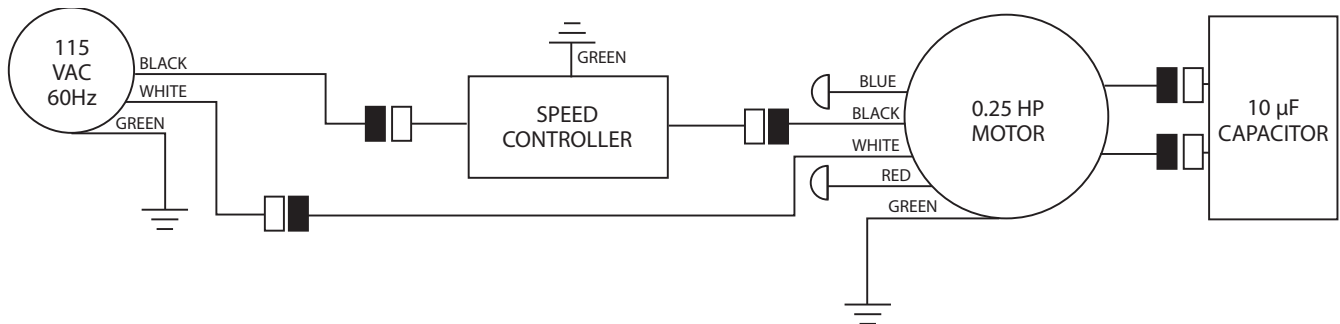 115
VAC
60Hz
BLACK
WHITE
GREEN
GREEN
SPEED
CONTROLLER
BLUE
BLACK
WHITE
RED
GREEN
0.25 HP
MOTOR
10 µF
CAPACITOR